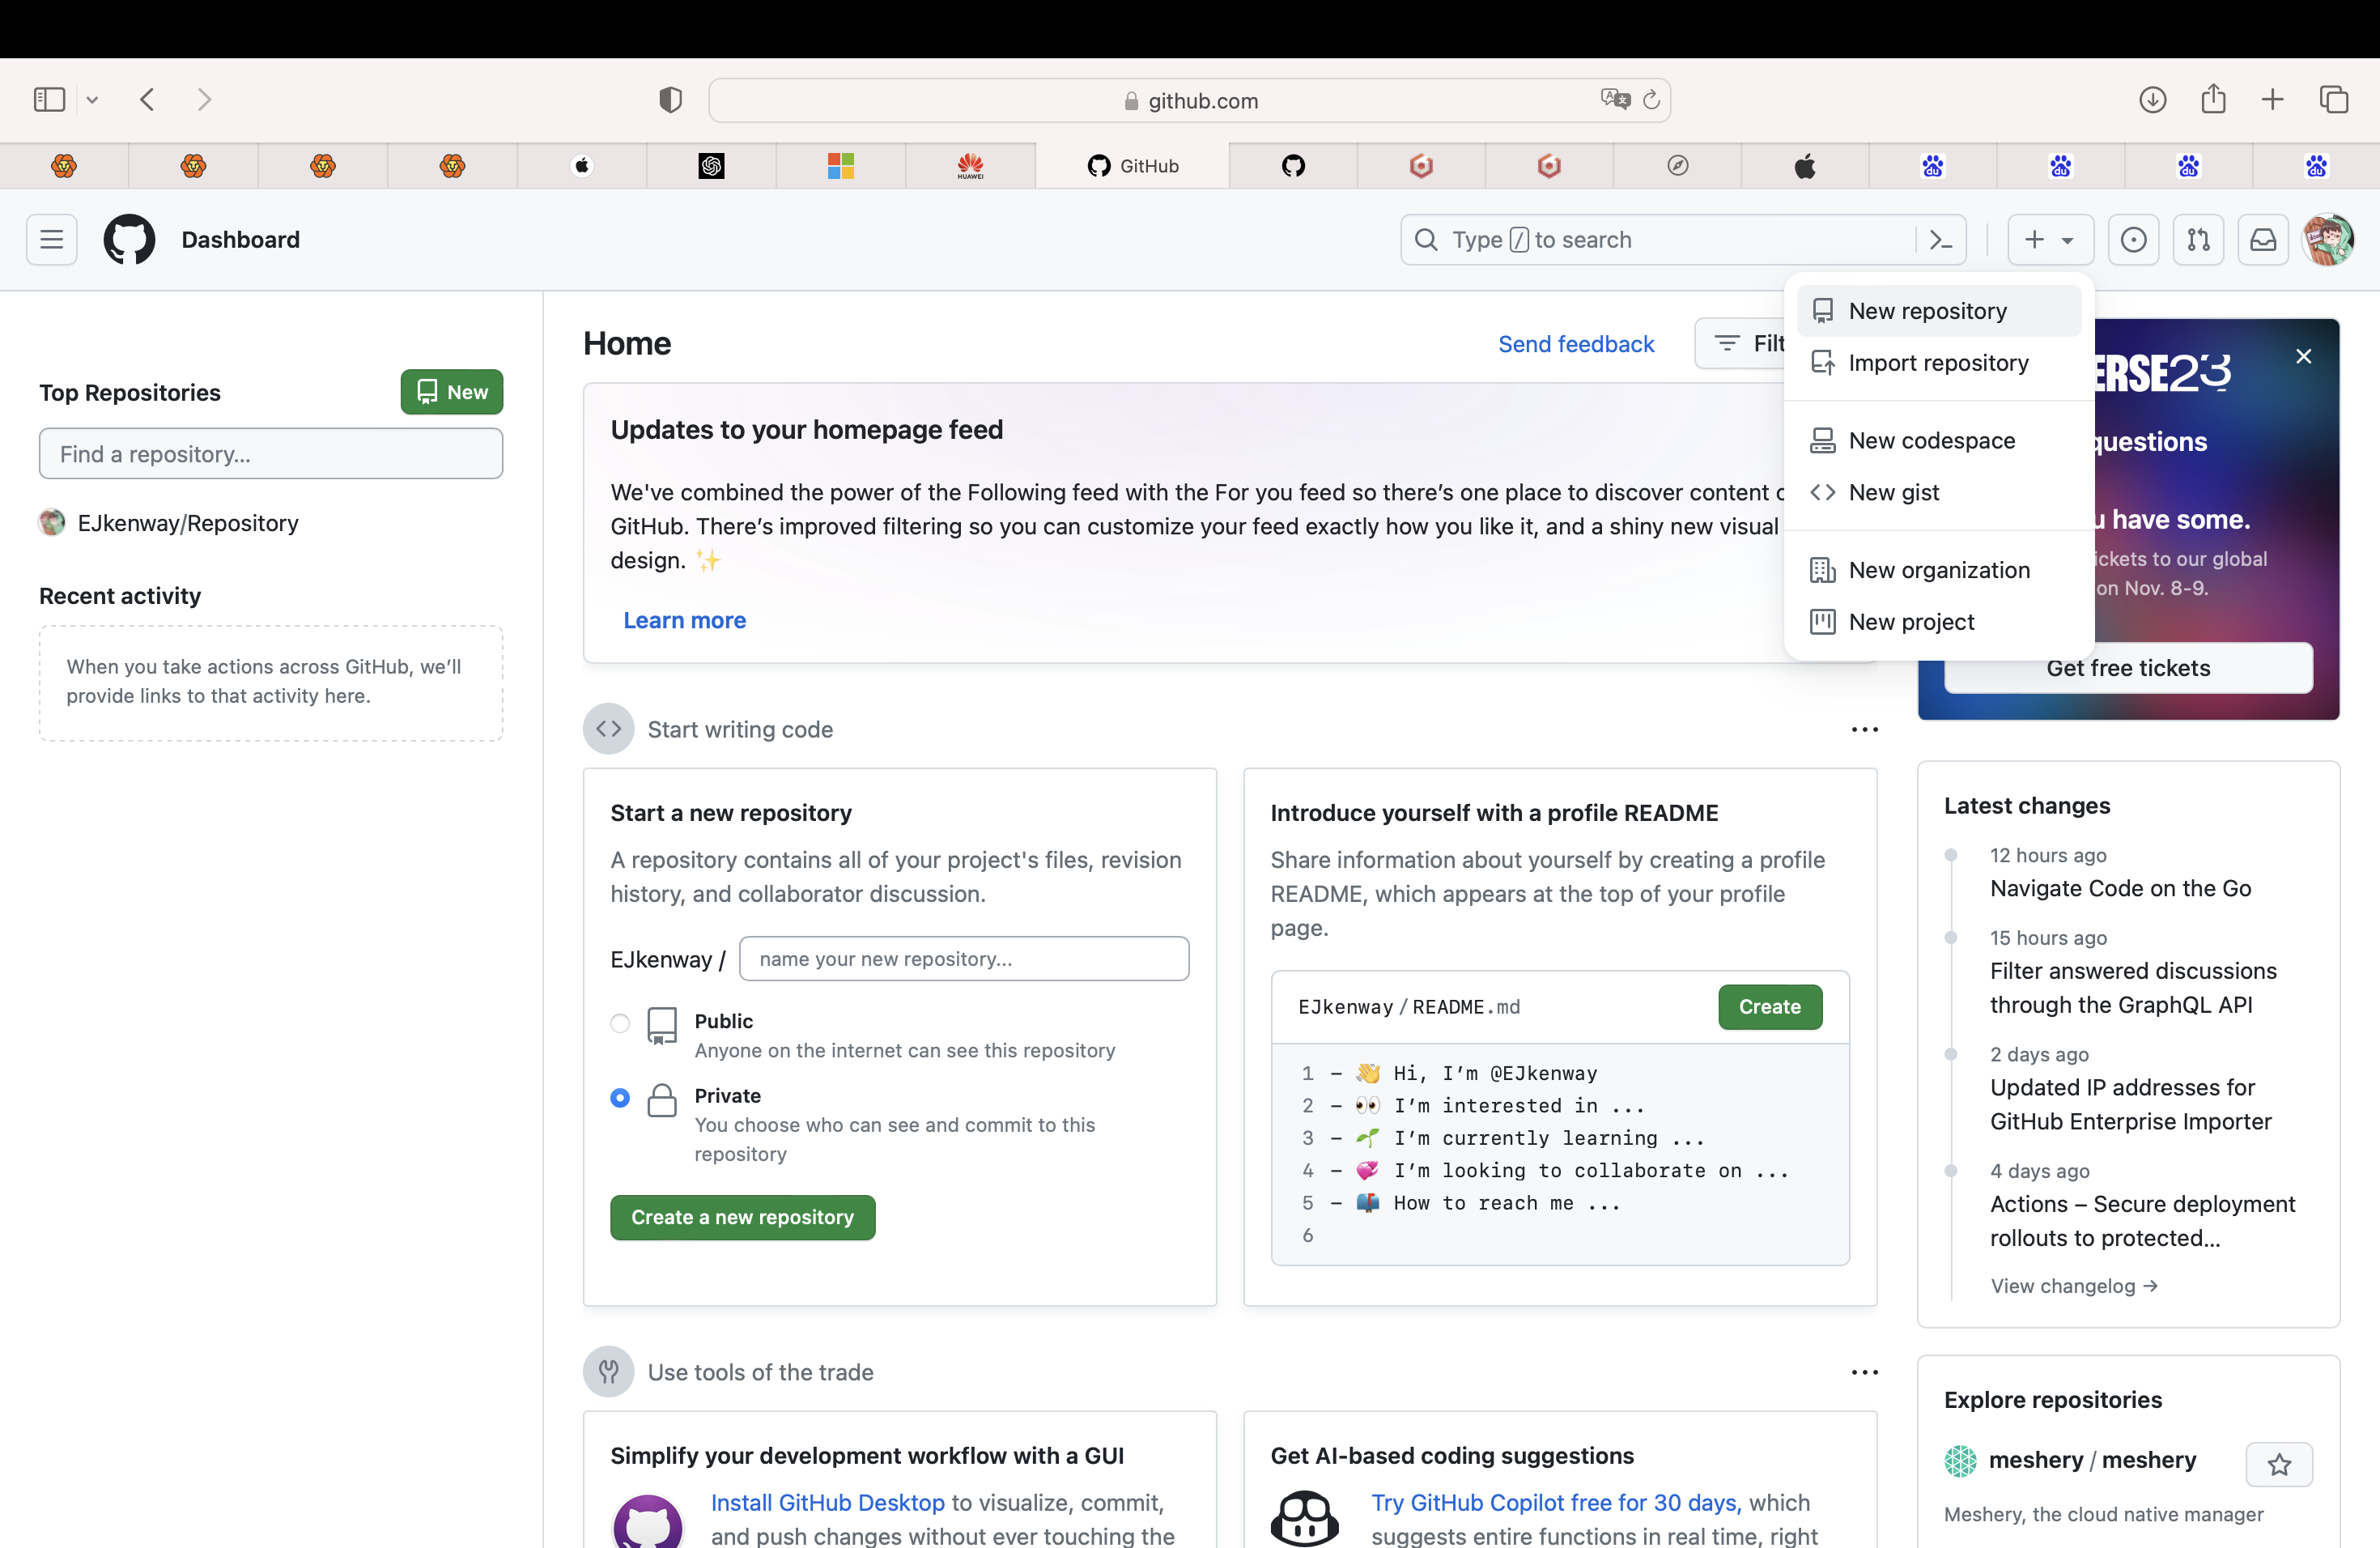 github.com
HUAWEI
GitHub
Dashboard
Type / to search
New repository
Import repository
New codespace
New gist
New organization
New project
Top Repositories
New
Find a repository...
EJkenway/Repository
Recent activity
When you take actions across GitHub, we'll
provide links to that activity here.
Home
Send feedback
Filt
Updates to your homepage feed
We've combined the power of the Following feed with the For you feed so there's one place to discover content
GitHub. There's improved filtering so you can customize your feed exactly how you like it, and a shiny new visual
design. ✨
Learn more
ERSE23
questions
have some.
ickets to our global
on Nov. 8-9.
Get free tickets
Start writing code
Start a new repository
A repository contains all of your project's files, revision
history, and collaborator discussion.
EJkenway / name your new repository...
Public
Anyone on the internet can see this repository
Private
You choose who can see and commit to this
repository
Create a new repository
Introduce yourself with a profile README
Share information about yourself by creating a profile
README, which appears at the top of your profile
page.
EJkenway / README.md
Create
1 – 👋 Hi, I'm @EJkenway
2 – 👀 I'm interested in ...
3 – 🌱 I'm currently learning ...
4 – 💞️ I'm looking to collaborate on ...
5 – 📫 How to reach me ...
6
Latest changes
12 hours ago
Navigate Code on the Go
15 hours ago
Filter answered discussions
through the GraphQL API
2 days ago
Updated IP addresses for
GitHub Enterprise Importer
4 days ago
Actions – Secure deployment
rollouts to protected...
View changelog →
Use tools of the trade
Simplify your development workflow with a GUI
Install GitHub Desktop to visualize, commit,
and push changes without ever touching the
Get AI-based coding suggestions
Try GitHub Copilot free for 30 days, which
suggests entire functions in real time, right
Explore repositories
meshery / meshery
Meshery, the cloud native manager